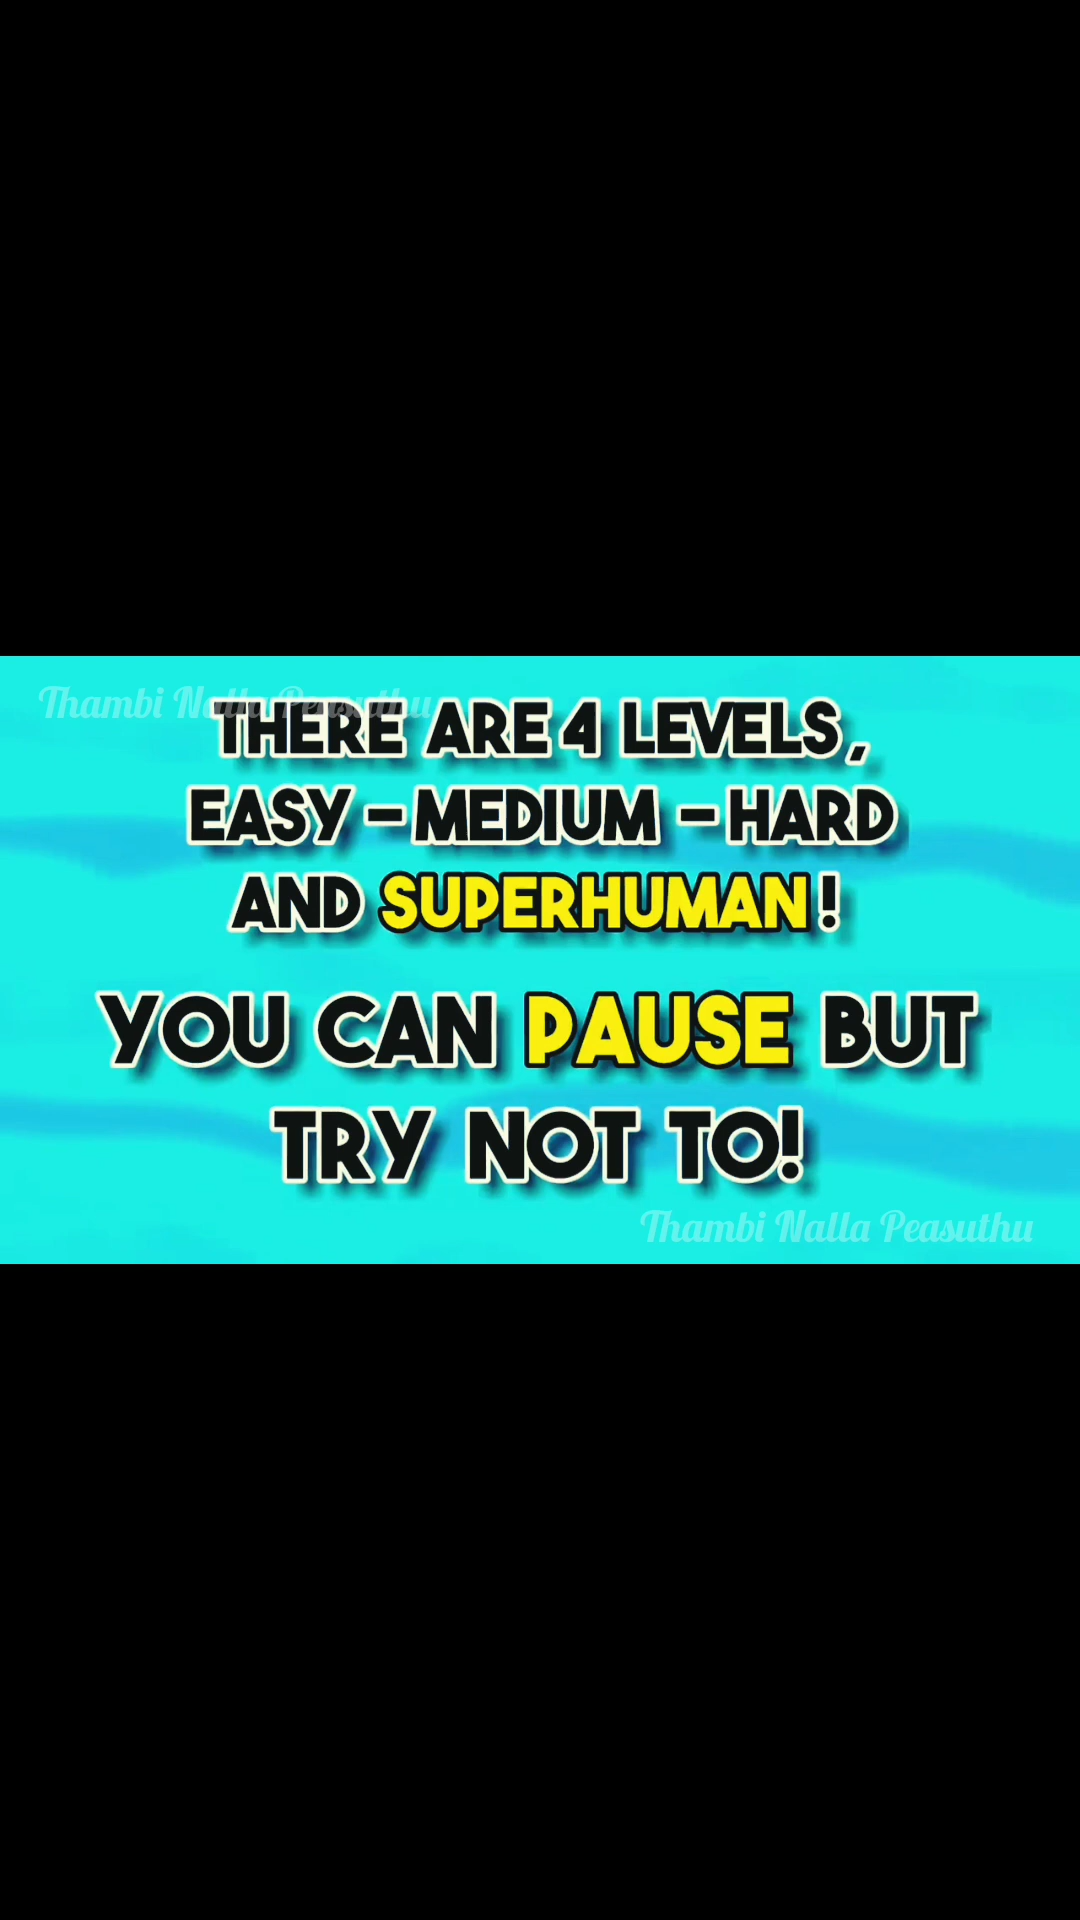 Thambi Nalla Peasuthu
THERE ARE 4 LEVELS,
EASY - MEDIUM - HARD
AND SUPERHUMAN!
YOU CAN PAUSE BUT
TRY NOT TO!
Thambi Nalla Peasuthu